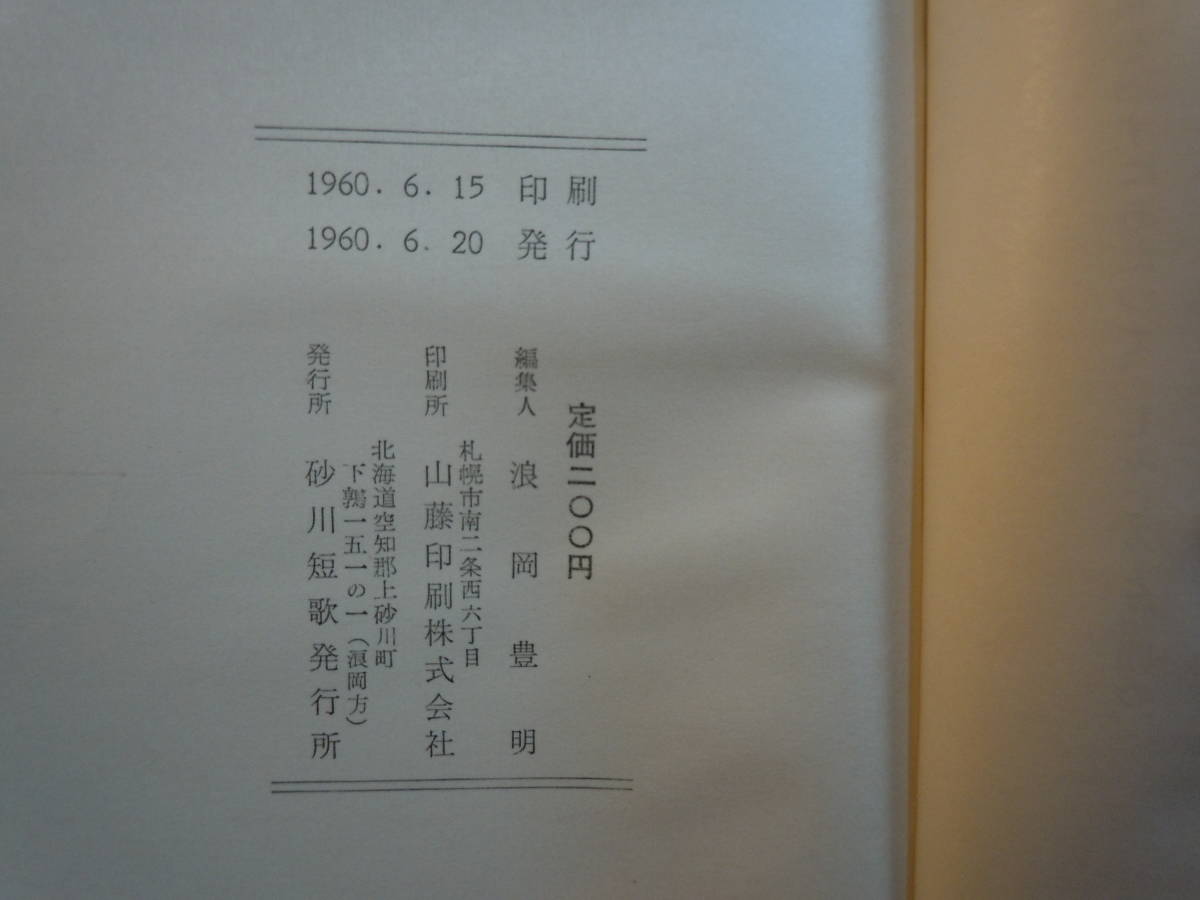 1960. 6. 15 印刷
1960. 6. 20 発行
定価二〇〇円
編集人 浪岡豊明
札幌市南二条西六丁目
印刷所 山藤印刷株式会社
北海道空知郡上砂川町
下鶉一五一の一(浪岡方)
発行所 砂川短歌発行所